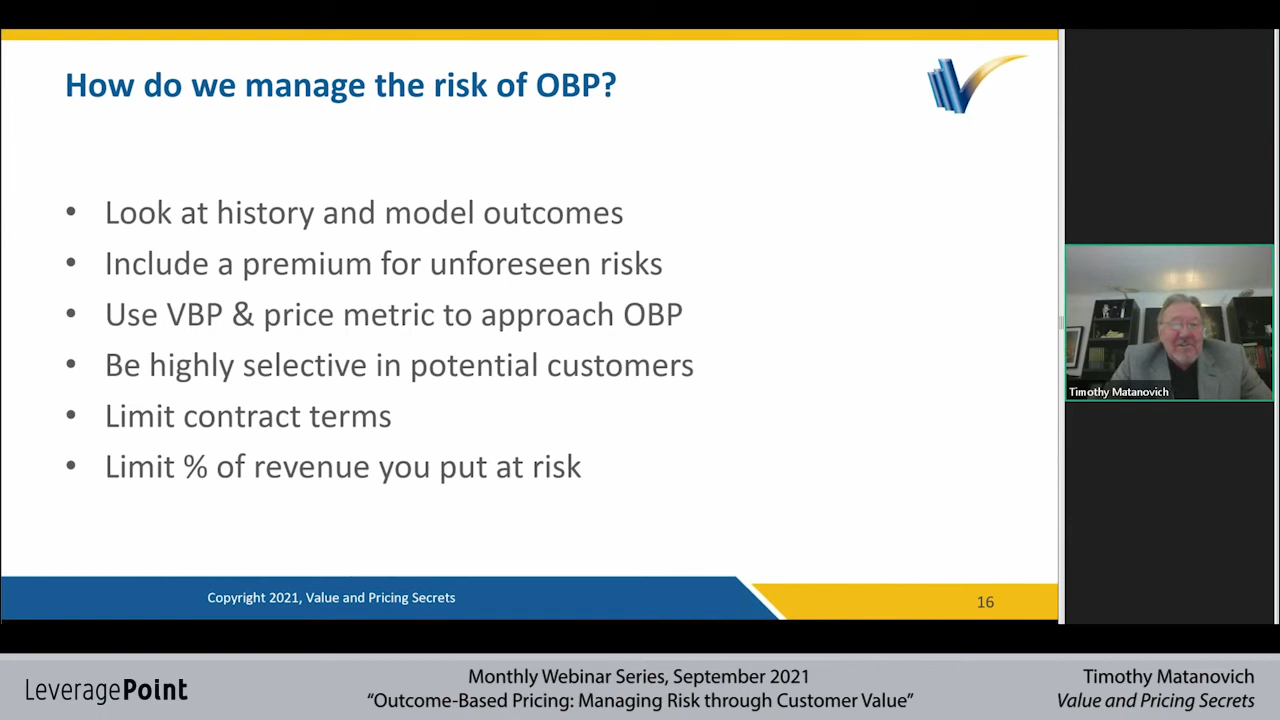 How do we manage the risk of OBP?
• Look at history and model outcomes
• Include a premium for unforeseen risks
• Use VBP & price metric to approach OBP
• Be highly selective in potential customers
• Limit contract terms
• Limit % of revenue you put at risk
Copyright 2021, Value and Pricing Secrets
16
Timothy Matanovich
LeveragePoint
Monthly Webinar Series, September 2021
“Outcome-Based Pricing: Managing Risk through Customer Value”
Timothy Matanovich
Value and Pricing Secrets